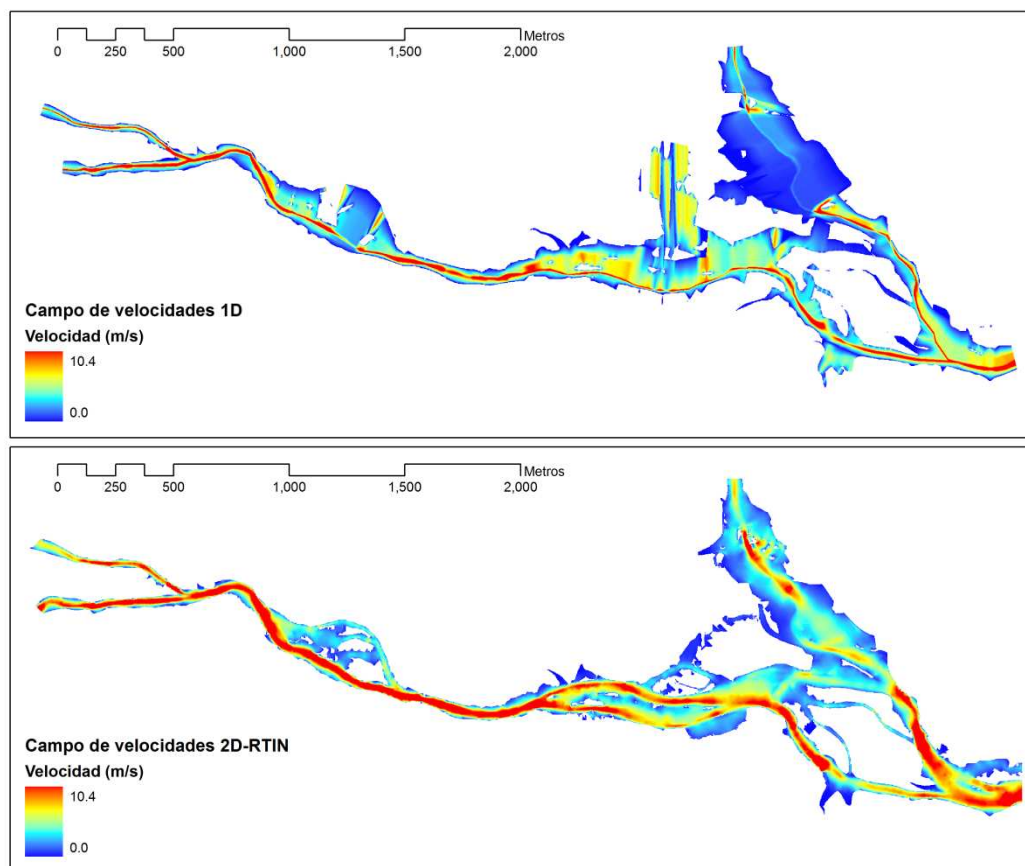 Metros
0 250 500 1,000 1,500 2,000
Campo de velocidades 1D
Velocidad (m/s)
10.4
0.0
Metros
0 250 500 1,000 1,500 2,000
Campo de velocidades 2D-RTIN
Velocidad (m/s)
10.4
0.0